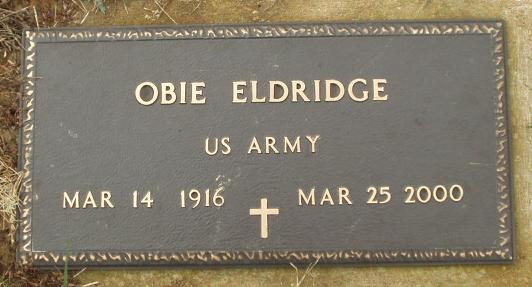 OBIE ELDRIDGE
US ARMY
MAR 14 1916 MAR 25 2000